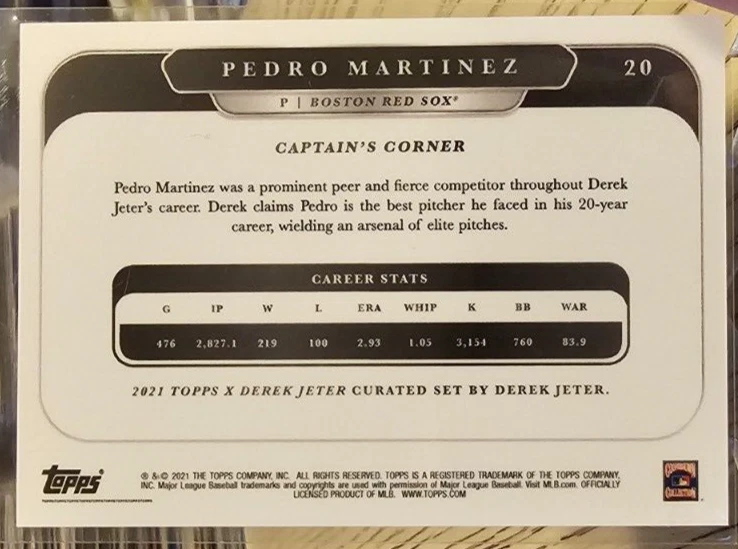 PEDRO MARTINEZ
20
P | BOSTON RED SOX®
CAPTAIN'S CORNER
Pedro Martinez was a prominent peer and fierce competitor throughout Derek
Jeter's career. Derek claims Pedro is the best pitcher he faced in his 20-year
career, wielding an arsenal of elite pitches.
CAREER STATS
G IP W L ERA WHIP K BB WAR
476 2,827.1 219 100 2.93 1.05 3,154 760 83.9
2021 TOPPS X DEREK JETER CURATED SET BY DEREK JETER.
Topps
® & © 2021 THE TOPPS COMPANY, INC. ALL RIGHTS RESERVED. TOPPS IS A REGISTERED TRADEMARK OF THE TOPPS COMPANY,
INC. Major League Baseball trademarks and copyrights are used with permission of Major League Baseball. Visit MLB.com. OFFICIALLY
LICENSED PRODUCT OF MLB. WWW.TOPPS.COM